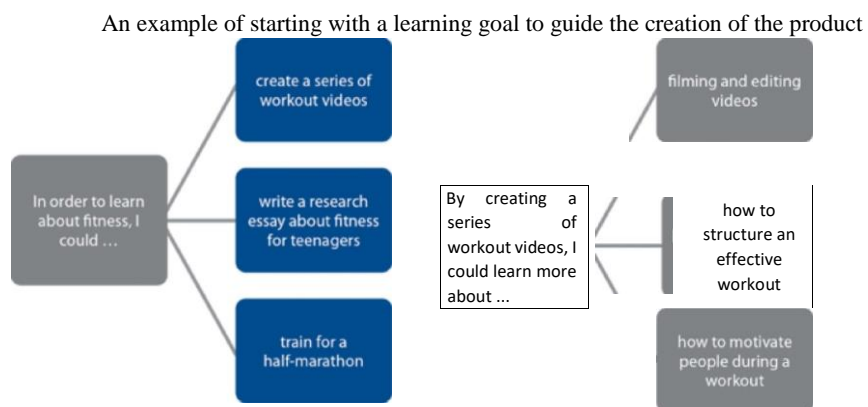 An example of starting with a learning goal to guide the creation of the product
create a series of
workout videos
In order to learn
about fitness, I
could ...
write a research
essay about fitness
for teenagers
train for a
half-marathon
filming and editing
videos
By creating a
series of
workout videos, I
could learn more
about ...
how to
structure an
effective
workout
how to motivate
people during a
workout